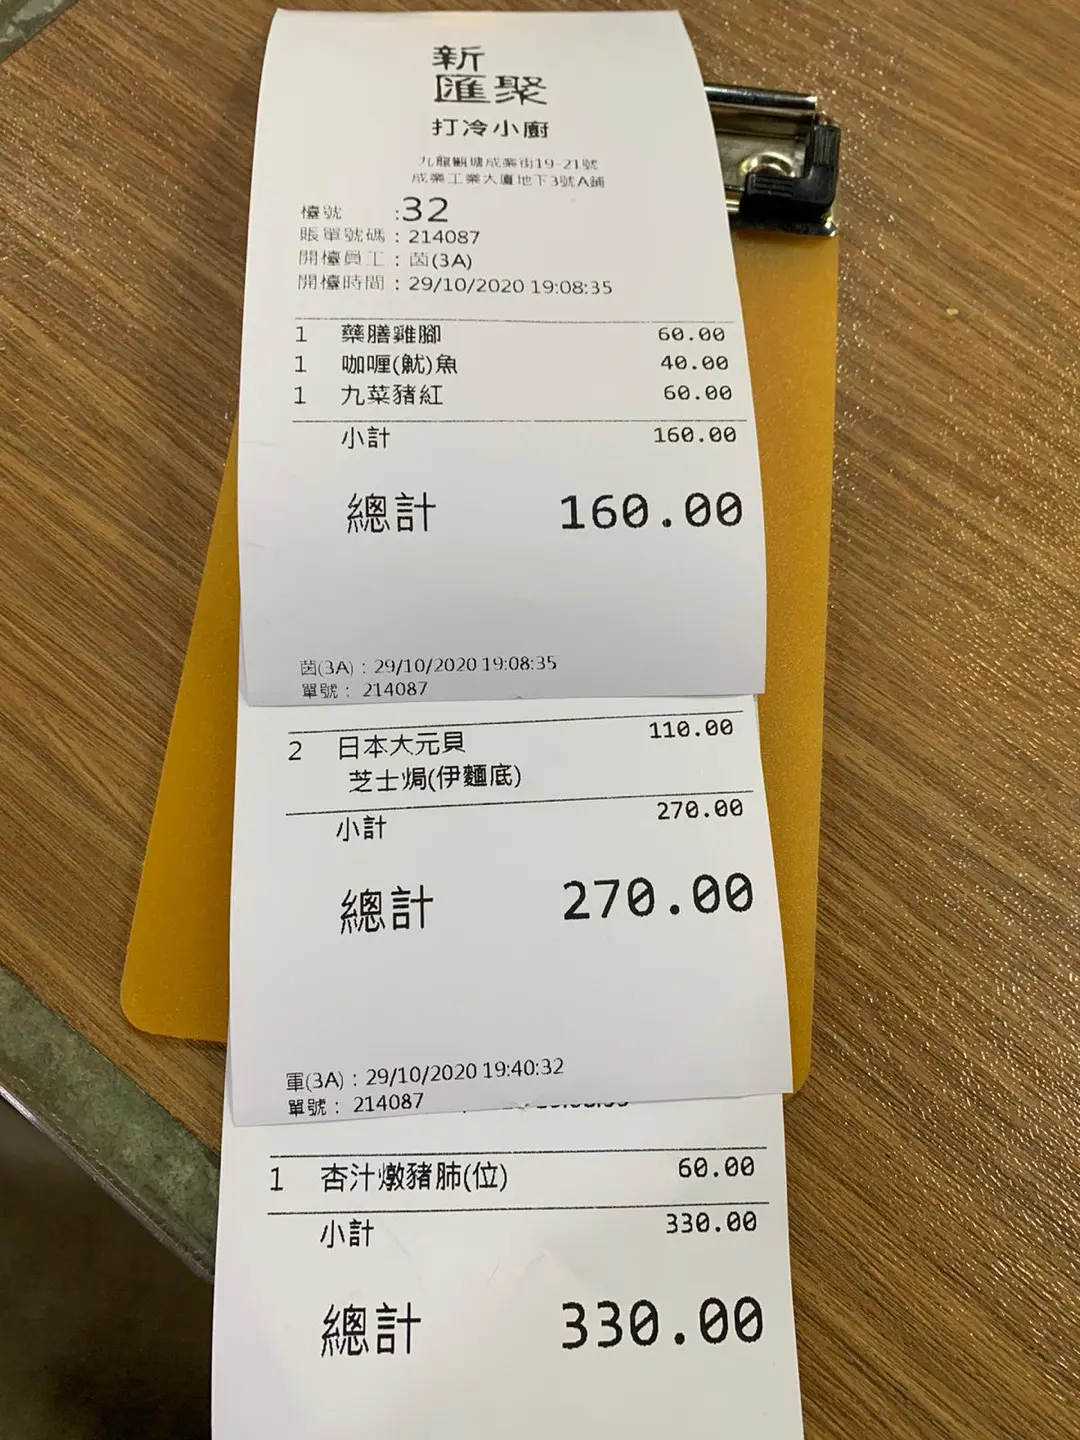 新
匯聚
打冷小廚
九龍觀塘成業街19-21號
成業工業大廈地下3號A鋪
檯號 :32
賬單號碼 : 214087
開檯員工 : 茵(3A)
開檯時間 : 29/10/2020 19:08:35
1 藥膳雞腳 60.00
1 咖喱(魷)魚 40.00
1 九菜豬紅 60.00
小計 160.00
總計 160.00
茵(3A) : 29/10/2020 19:08:35
單號 : 214087
2 日本大元貝 110.00
芝士焗(伊麵底)
小計 270.00
總計 270.00
軍(3A) : 29/10/2020 19:40:32
單號 : 214087
1 杏汁燉豬肺(位) 60.00
小計 330.00
總計 330.00